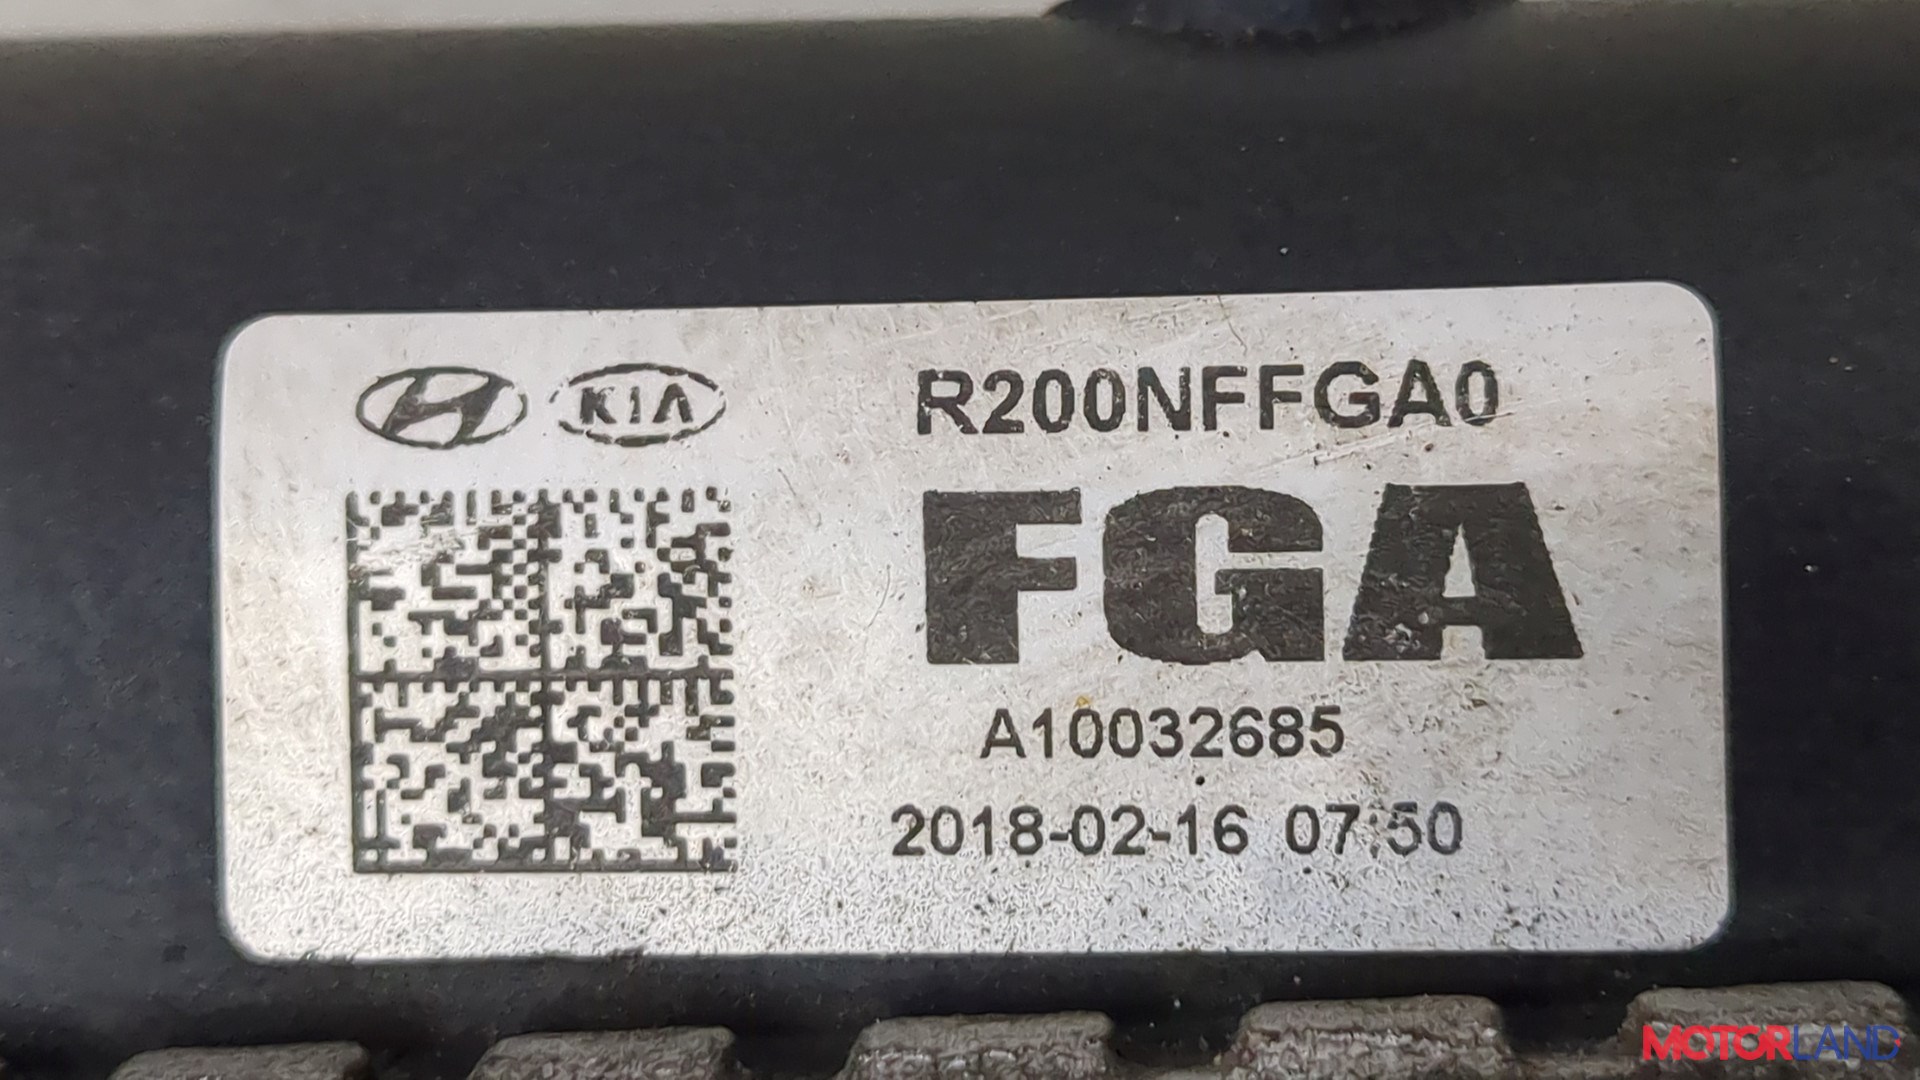 KIA
R200NFFGA0
FGA
A10032685
2018-02-16 07:50
MOTORLAND